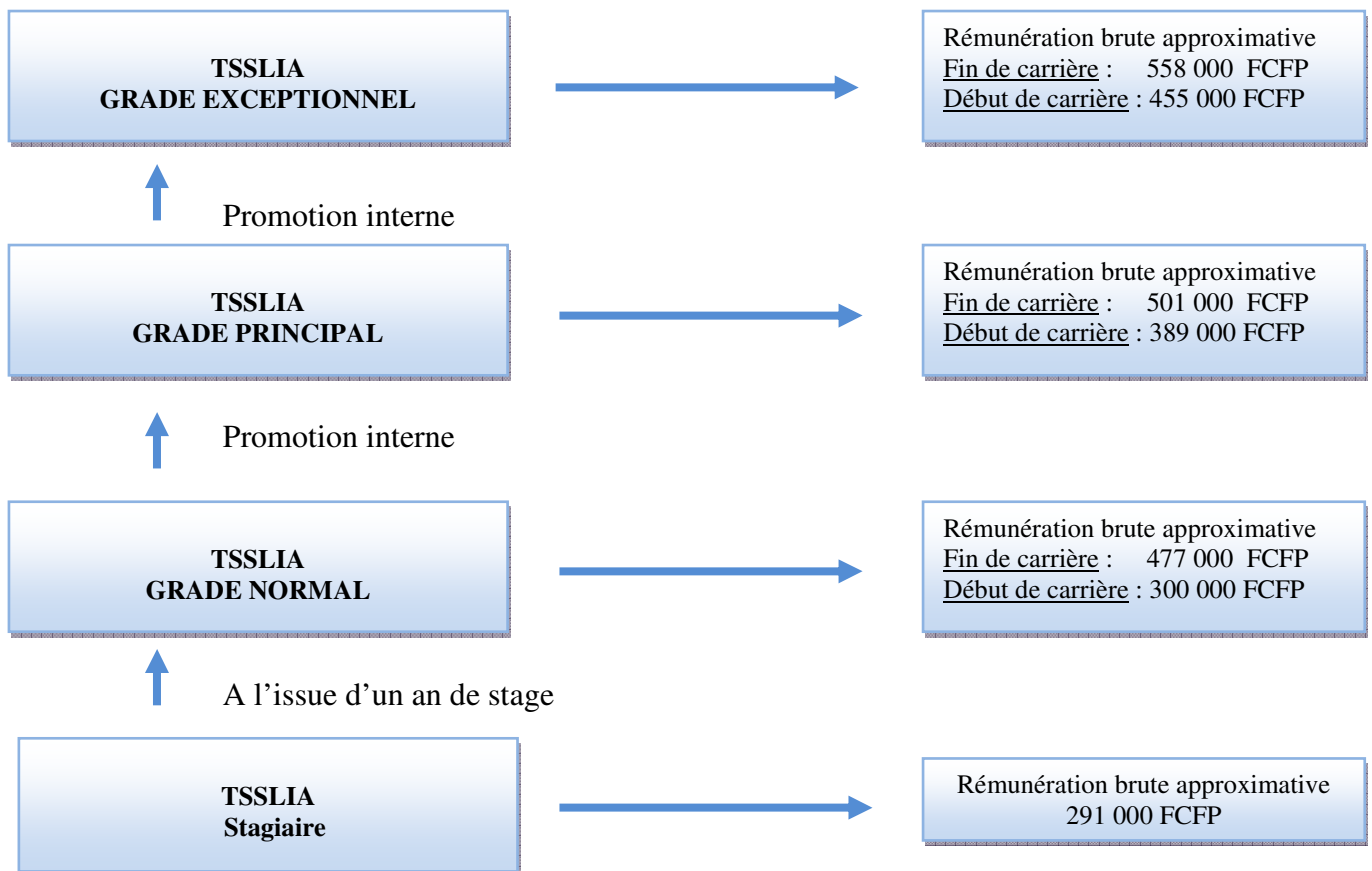 TSSLIA
GRADE EXCEPTIONNEL
Rémunération brute approximative
Fin de carrière : 558 000 FCFP
Début de carrière : 455 000 FCFP
Promotion interne
TSSLIA
GRADE PRINCIPAL
Rémunération brute approximative
Fin de carrière : 501 000 FCFP
Début de carrière : 389 000 FCFP
Promotion interne
TSSLIA
GRADE NORMAL
Rémunération brute approximative
Fin de carrière : 477 000 FCFP
Début de carrière : 300 000 FCFP
A l’issue d’un an de stage
TSSLIA
Stagiaire
Rémunération brute approximative
291 000 FCFP